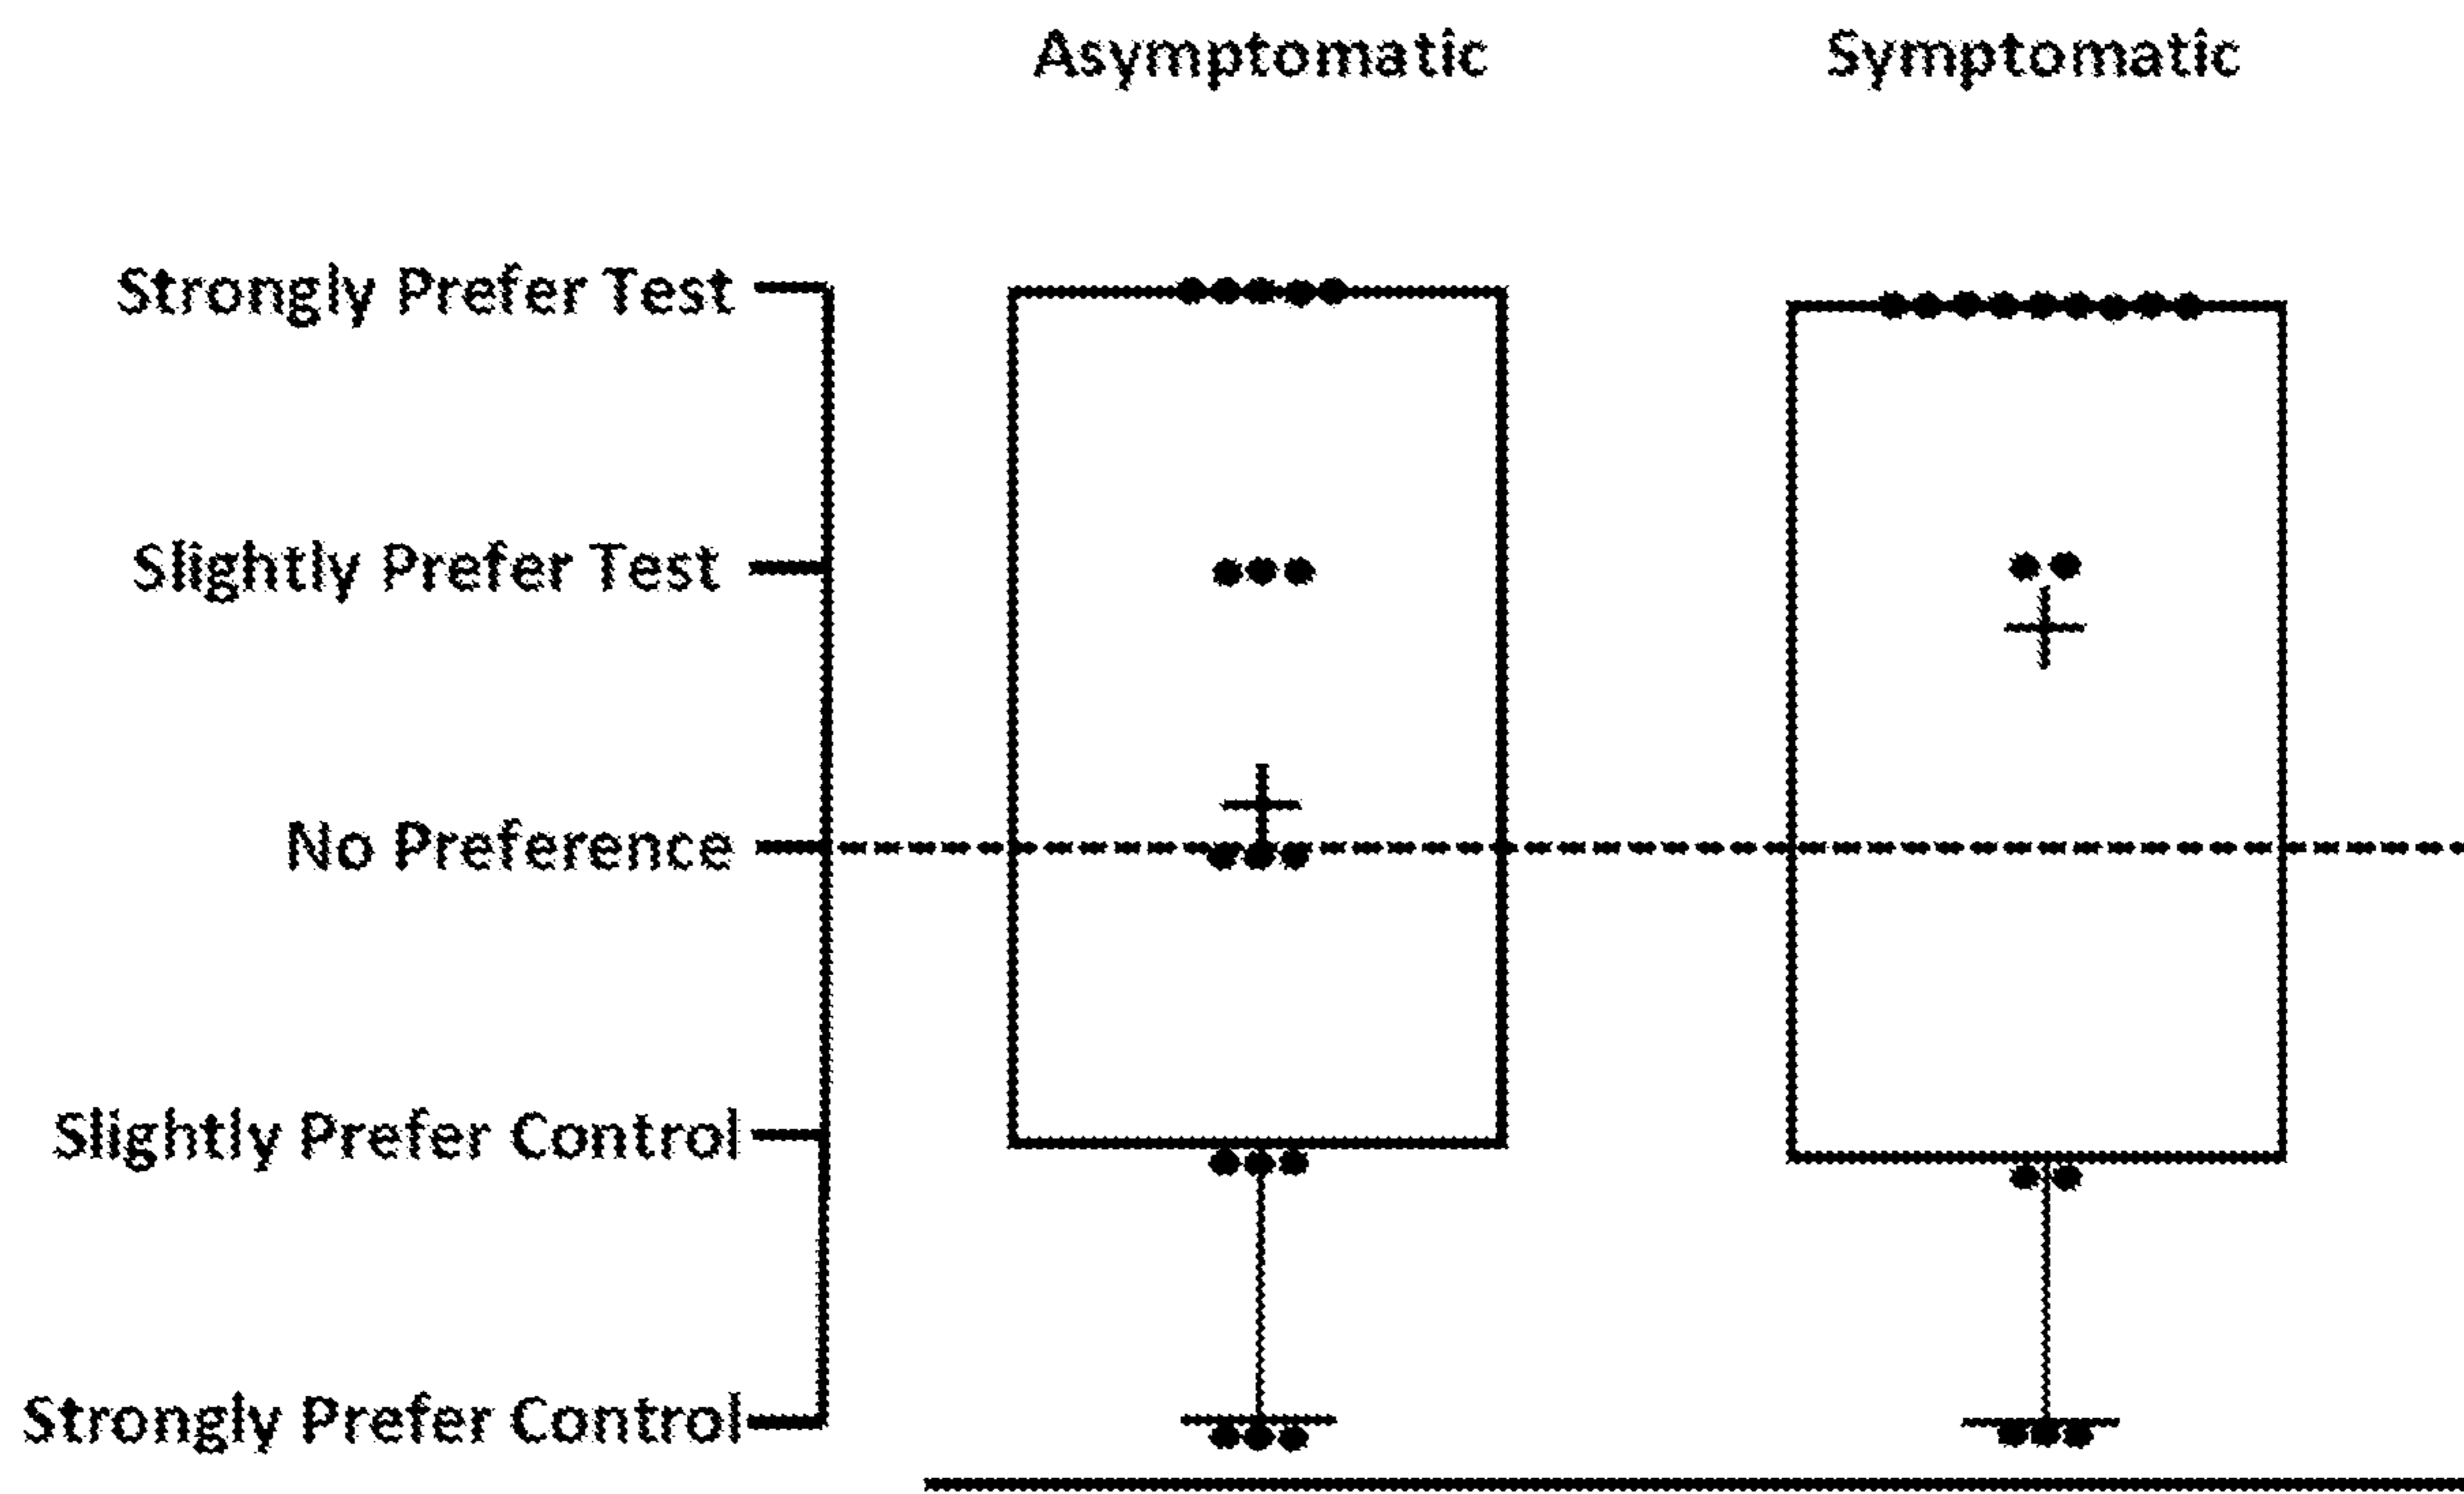 Asymptomatic
Symptomatic
Strongly Prefer Test
Slightly Prefer Test
No Preference
Slightly Prefer Control
Strongly Prefer Control